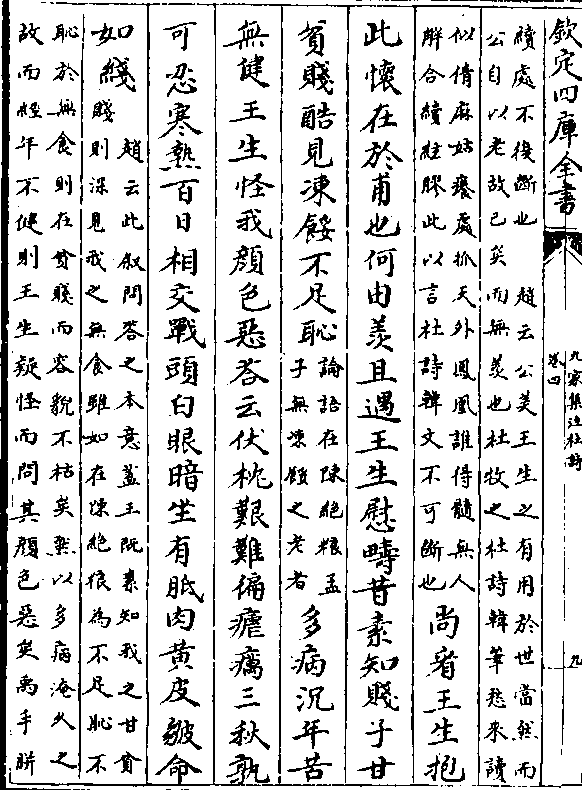 欽定四庫全書
九家集注杜詩
卷四
九
續處不復斷也　趙云公羨王生之有用於世當然而
公自以老故已矣而無羨也杜牧之杜詩韓筆愁來讀
似倩麻姑癢處抓天外鳳凰誰得髓無人
解合續絃膠此以言杜詩韓文不可斷也
尚看王生抱
此懷在於甫也何由羨且遇王生慰疇昔素知賤子甘
貧賤酷見凍餒不足恥
論語在陳絶糧孟
子無凍餒之老者
多病沉年苦
無健王生怪我顔色惡答云伏枕艱難徧瘧癘三秋孰
可忍寒熱百日相交戰頭白眼暗坐有胝肉黄皮皴命
如綫
趙云此叙問答之本意蓋王既素知我之甘貧
賤則深見我之無食雖如在陳絶糧為不足恥不
恥於無食則在貧賤而容貌不枯矣然以多病淹久之
故而經年不健則王生疑怪而問其顔色惡矣禹手胼